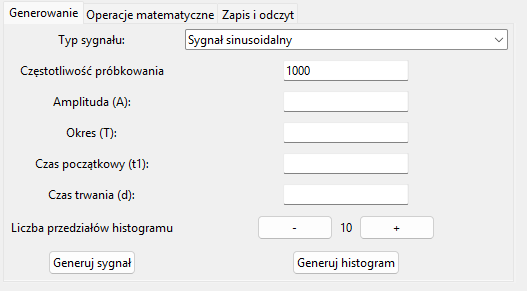 Generowanie Operacje matematyczne Zapis i odczyt
Typ sygnału: Sygnał sinusoidalny
Częstotliwość próbkowania 1000
Amplituda (A):
Okres (T):
Czas początkowy (t1):
Czas trwania (d):
Liczba przedziałów histogramu - 10 +
Generuj sygnał Generuj histogram